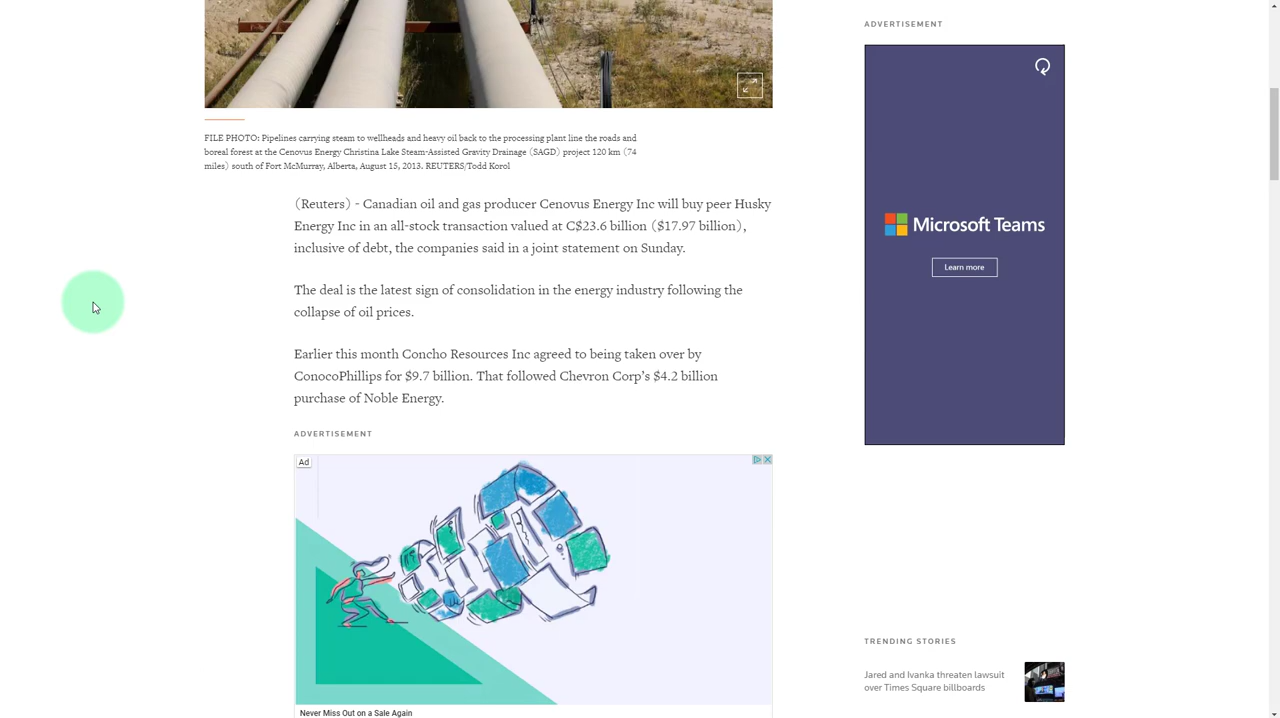 ADVERTISEMENT
Microsoft Teams
Learn more
FILE PHOTO: Pipelines carrying steam to wellheads and heavy oil back to the processing plant line the roads and
boreal forest at the Cenovus Energy Christina Lake Steam-Assisted Gravity Drainage (SAGD) project 120 km (74
miles) south of Fort McMurray, Alberta, August 15, 2013. REUTERS/Todd Korol
(Reuters) - Canadian oil and gas producer Cenovus Energy Inc will buy peer Husky
Energy Inc in an all-stock transaction valued at C$23.6 billion ($17.97 billion),
inclusive of debt, the companies said in a joint statement on Sunday.
The deal is the latest sign of consolidation in the energy industry following the
collapse of oil prices.
Earlier this month Concho Resources Inc agreed to being taken over by
ConocoPhillips for $9.7 billion. That followed Chevron Corp’s $4.2 billion
purchase of Noble Energy.
ADVERTISEMENT
Ad
Never Miss Out on a Sale Again
TRENDING STORIES
Jared and Ivanka threaten lawsuit
over Times Square billboards